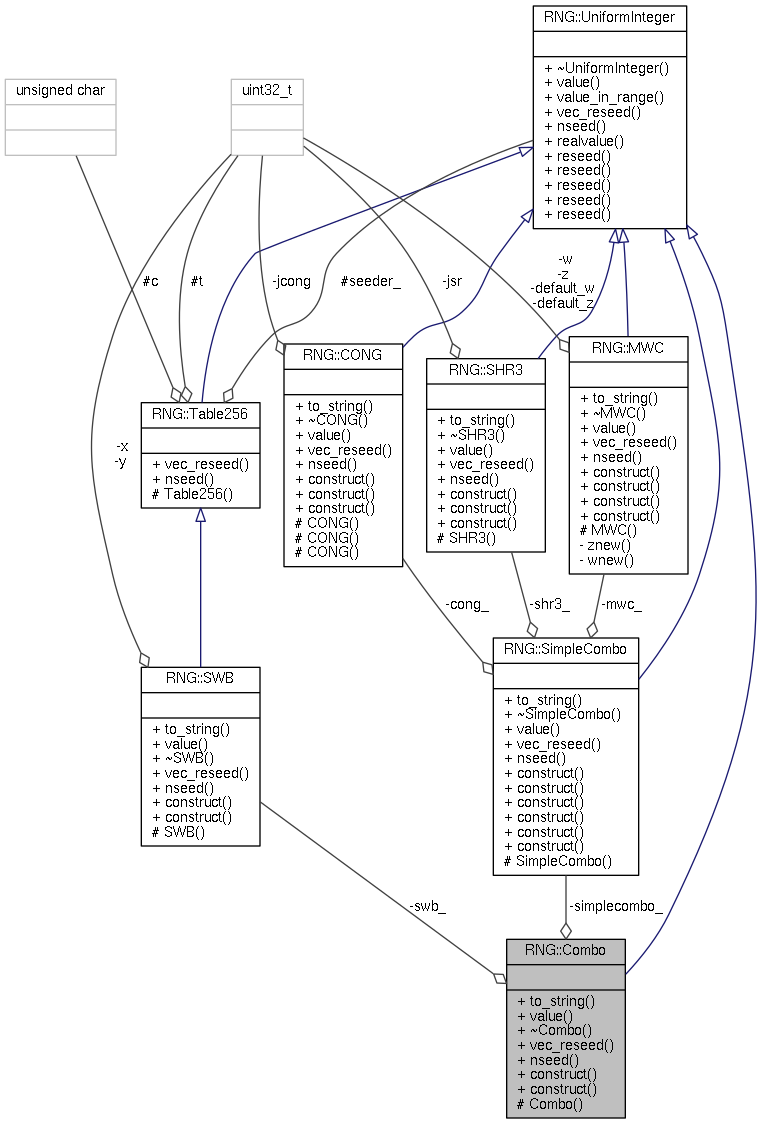 RNG::UniformInteger
+ ~UniformInteger()
+ value()
+ value_in_range()
+ vec_reseed()
+ nseed()
+ realvalue()
+ reseed()
+ reseed()
+ reseed()
+ reseed()
+ reseed()
unsigned char
uint32_t
#c
#t
-jcong
#seeder_
-jsr
-w
-z
-default_w
-default_z
RNG::Table256
+ vec_reseed()
+ nseed()
# Table256()
RNG::CONG
+ to_string()
+ ~CONG()
+ value()
+ vec_reseed()
+ nseed()
+ construct()
+ construct()
+ construct()
# CONG()
# CONG()
# CONG()
RNG::SHR3
+ to_string()
+ ~SHR3()
+ value()
+ vec_reseed()
+ nseed()
+ construct()
+ construct()
+ construct()
# SHR3()
RNG::MWC
+ to_string()
+ ~MWC()
+ value()
+ vec_reseed()
+ nseed()
+ construct()
+ construct()
+ construct()
+ construct()
# MWC()
- znew()
- wnew()
-x
-y
-cong_
-shr3_
-mwc_
RNG::SWB
+ to_string()
+ value()
+ ~SWB()
+ vec_reseed()
+ nseed()
+ construct()
+ construct()
# SWB()
RNG::SimpleCombo
+ to_string()
+ ~SimpleCombo()
+ value()
+ vec_reseed()
+ nseed()
+ construct()
+ construct()
+ construct()
+ construct()
+ construct()
+ construct()
# SimpleCombo()
-swb_
-simplecombo_
RNG::Combo
+ to_string()
+ value()
+ ~Combo()
+ vec_reseed()
+ nseed()
+ construct()
+ construct()
# Combo()